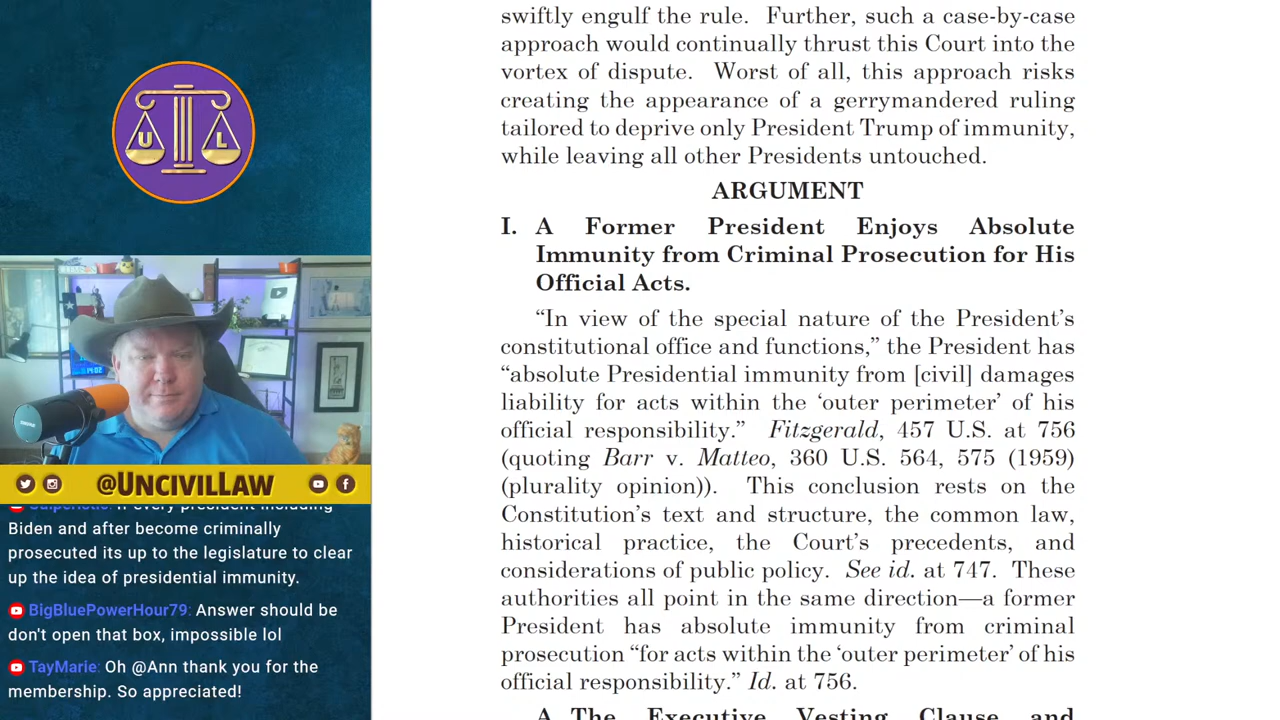 U L
@UNCIVILLAW
Biden and after become criminally
prosecuted its up to the legislature to clear
up the idea of presidential immunity.
BigBluePowerHour79: Answer should be
don't open that box, impossible lol
TayMarie: Oh @Ann thank you for the
membership. So appreciated!
swiftly engulf the rule. Further, such a case-by-case
approach would continually thrust this Court into the
vortex of dispute. Worst of all, this approach risks
creating the appearance of a gerrymandered ruling
tailored to deprive only President Trump of immunity,
while leaving all other Presidents untouched.
ARGUMENT
I. A Former President Enjoys Absolute
Immunity from Criminal Prosecution for His
Official Acts.
“In view of the special nature of the President’s
constitutional office and functions,” the President has
“absolute Presidential immunity from [civil] damages
liability for acts within the ‘outer perimeter’ of his
official responsibility.” Fitzgerald, 457 U.S. at 756
(quoting Barr v. Matteo, 360 U.S. 564, 575 (1959)
(plurality opinion)). This conclusion rests on the
Constitution’s text and structure, the common law,
historical practice, the Court’s precedents, and
considerations of public policy. See id. at 747. These
authorities all point in the same direction—a former
President has absolute immunity from criminal
prosecution “for acts within the ‘outer perimeter’ of his
official responsibility.” Id. at 756.
A. The Executive Vesting Clause and